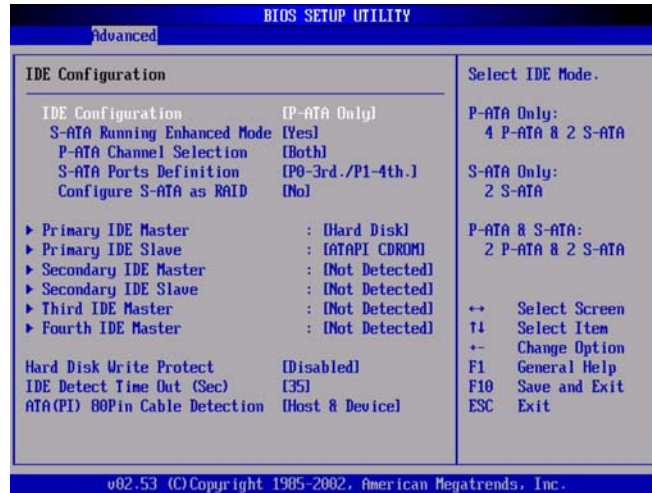 BIOS SETUP UTILITY
Advanced
IDE Configuration
IDE Configuration [P-ATA Only]
S-ATA Running Enhanced Mode [Yes]
P-ATA Channel Selection [Both]
S-ATA Ports Definition [P0-3rd./P1-4th.]
Configure S-ATA as RAID [No]
Primary IDE Master : [Hard Disk]
Primary IDE Slave : [ATAPI CDROM]
Secondary IDE Master : [Not Detected]
Secondary IDE Slave : [Not Detected]
Third IDE Master : [Not Detected]
Fourth IDE Master : [Not Detected]
Hard Disk Write Protect [Disabled]
IDE Detect Time Out (Sec) [35]
ATA(PI) 80Pin Cable Detection [Host & Device]
Select IDE Mode.
P-ATA Only:
4 P-ATA & 2 S-ATA
S-ATA Only:
2 S-ATA
P-ATA & S-ATA:
2 P-ATA & 2 S-ATA
↔ Select Screen
↑↓ Select Item
+- Change Option
F1 General Help
F10 Save and Exit
ESC Exit
v02.53 (C)Copyright 1985-2002, American Megatrends, Inc.